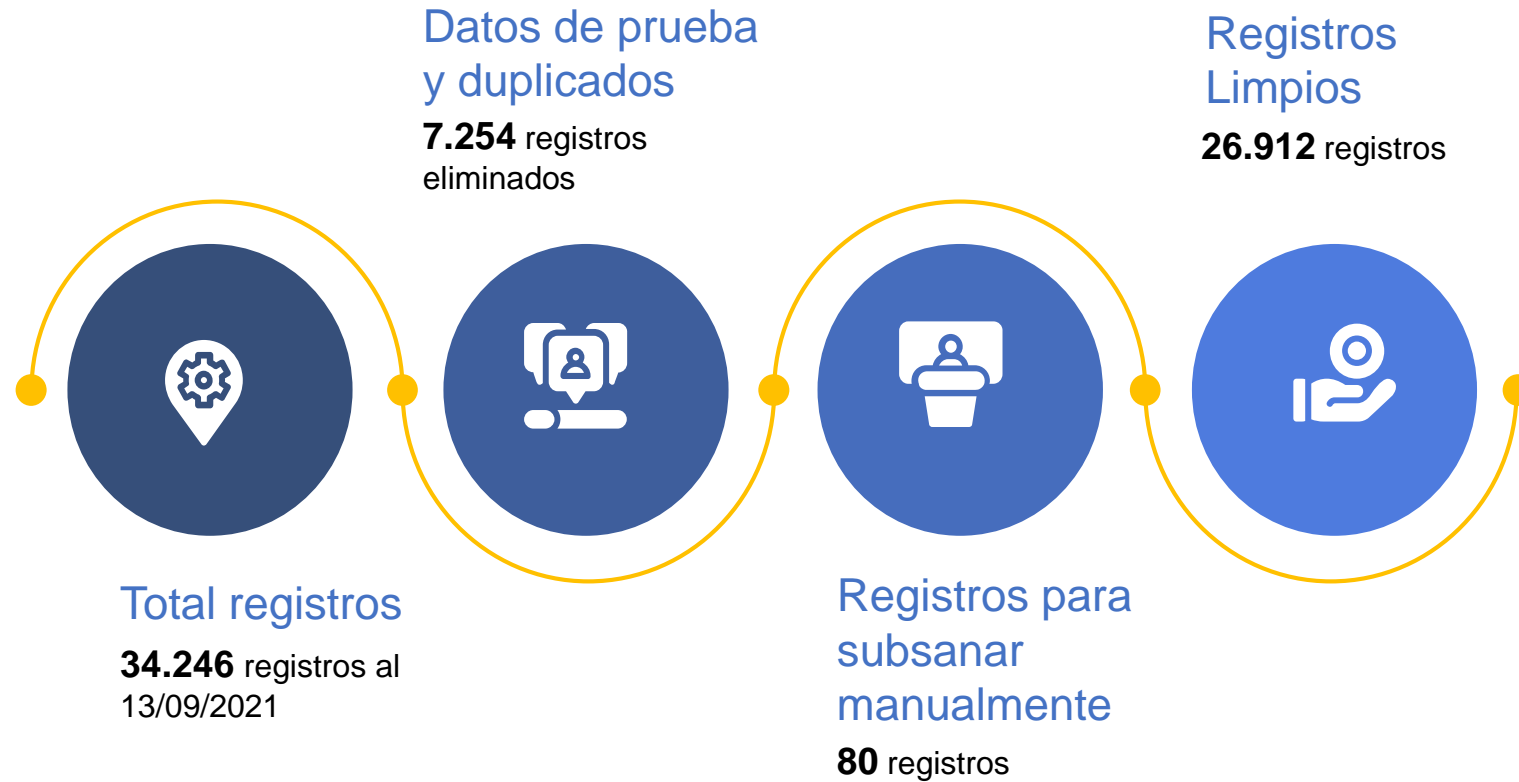 Total registros
34.246 registros al
13/09/2021
Datos de prueba
y duplicados
7.254 registros
eliminados
Registros para
subsanar
manualmente
80 registros
Registros
Limpios
26.912 registros